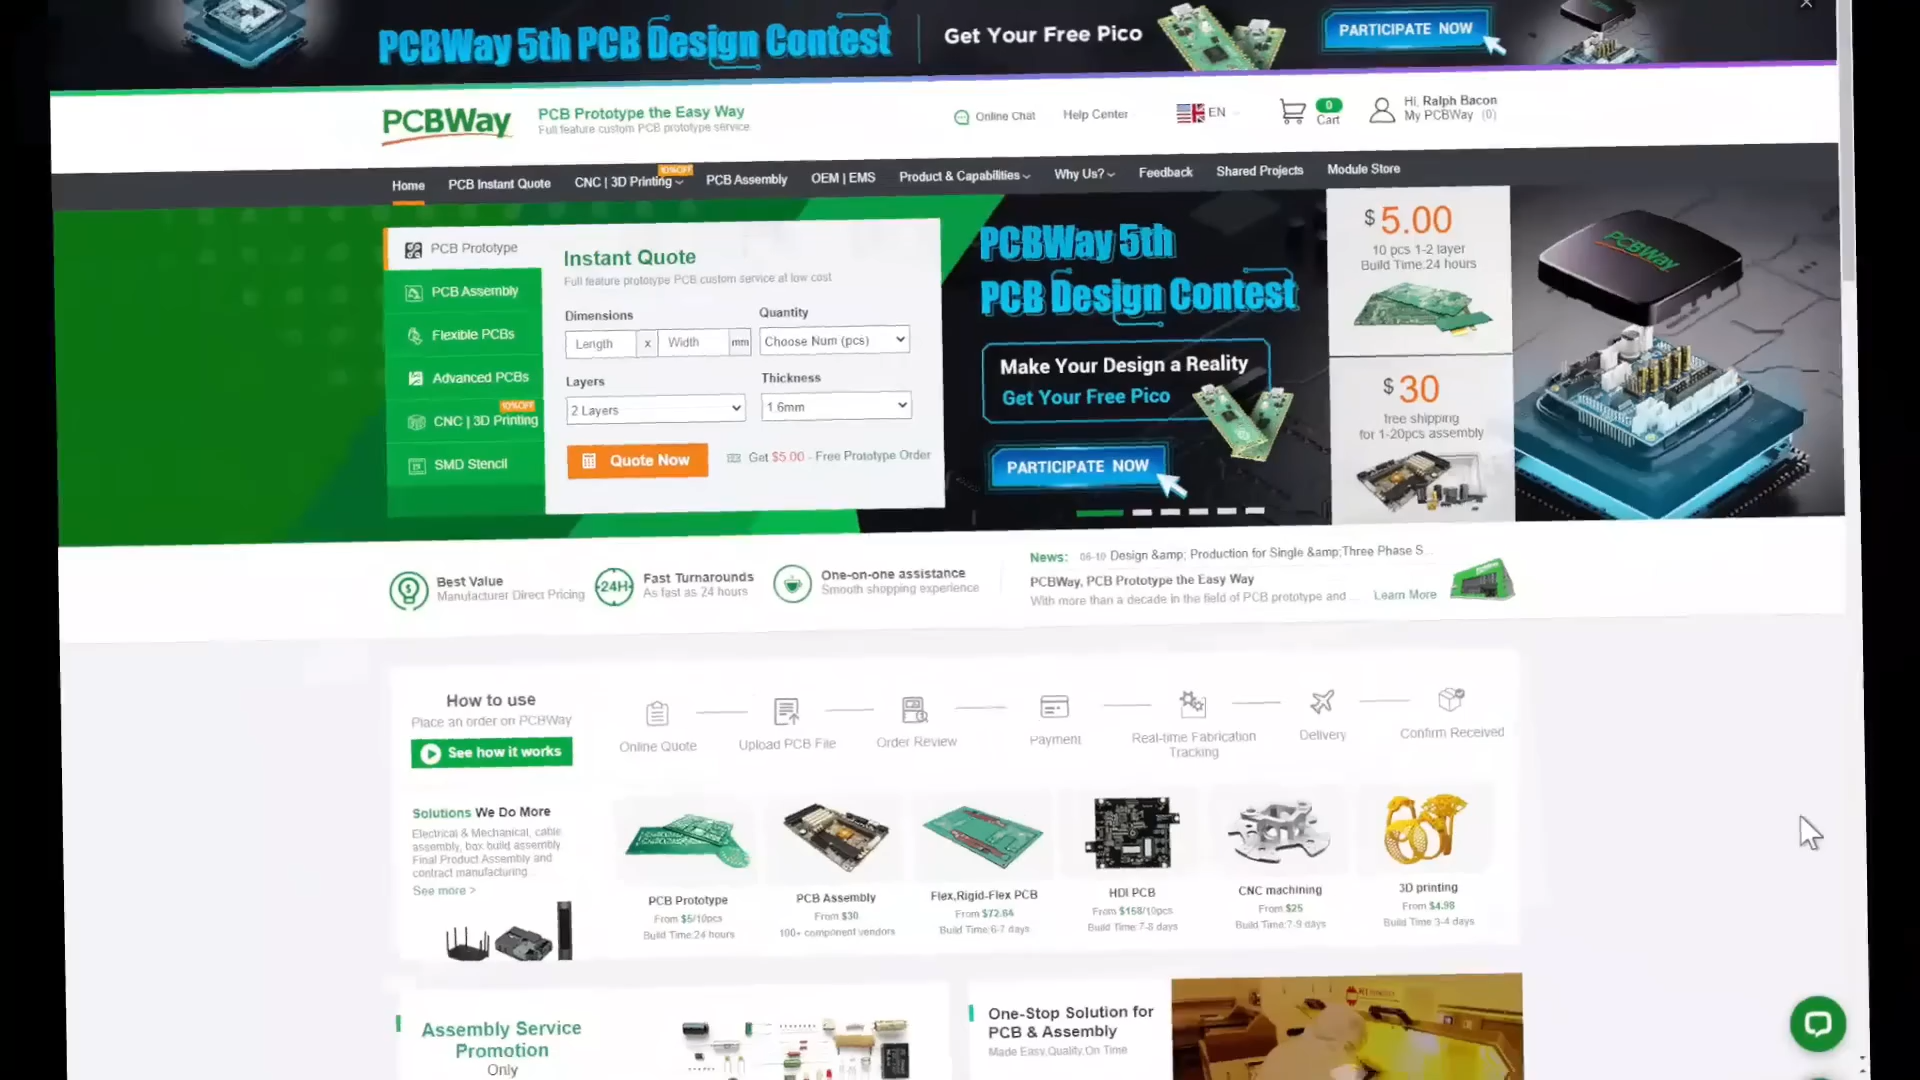 PCBWay 5th PCB Design Contest
Get Your Free Pico
PARTICIPATE NOW
PCBWay
PCB Prototype the Easy Way
Full feature custom PCB prototype service
Online Chat
Help Center
EN
0
Cart
Hi, Ralph Bacon
My PCBWay (0)
Home
PCB Instant Quote
CNC | 3D Printing
10%OFF
PCB Assembly
OEM | EMS
Product & Capabilities
Why Us?
Feedback
Shared Projects
Module Store
PCB Prototype
PCB Assembly
Flexible PCBs
Advanced PCBs
10%OFF
CNC | 3D Printing
SMD Stencil
Instant Quote
Full feature prototype PCB custom service at low cost
Dimensions
Quantity
Length
x
Width
mm
Choose Num (pcs)
Layers
Thickness
2 Layers
1.6mm
Quote Now
Get $5.00 - Free Prototype Order
PCBWay 5th
PCB Design Contest
Make Your Design a Reality
Get Your Free Pico
PARTICIPATE NOW
$ 5.00
10 pcs 1-2 layer
Build Time:24 hours
$ 30
free shipping
for 1-20pcs assembly
PCBWay
Best Value
Manufacturer Direct Pricing
24H
Fast Turnarounds
As fast as 24 hours
One-on-one assistance
Smooth shopping experience
News: 06-10 Design &amp; Production for Single &amp;Three Phase S...
PCBWay, PCB Prototype the Easy Way
With more than a decade in the field of PCB prototype and ...
Learn More
How to use
Place an order on PCBWay
See how it works
Online Quote
Upload PCB File
Order Review
Payment
Real-time Fabrication
Tracking
Delivery
Confirm Received
Solutions We Do More
Electrical & Mechanical, cable
assembly, box build assembly
Final Product Assembly and
contract manufacturing...
See more >
PCB Prototype
From $5/10pcs
Build Time:24 hours
PCB Assembly
From $30
100+ component vendors
Flex,Rigid-Flex PCB
From $72.84
Build Time:6-7 days
HDI PCB
From $168/10pcs
Build Time:7-8 days
CNC machining
From $25
Build Time:7-9 days
3D printing
From $4.98
Build Time:3-4 days
Assembly Service
Promotion
Only
One-Stop Solution for
PCB & Assembly
Made Easy,Quality,On Time